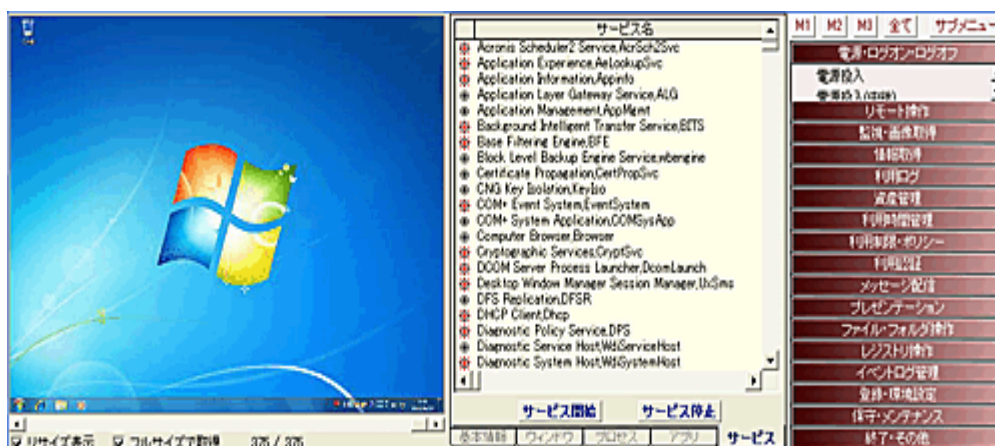 サービス名
Acronis Scheduler2 Service,AcrSch2Svc
Application Experience,AeLookupSvc
Application Information,Appinfo
Application Layer Gateway Service,ALG
Application Management,AppMgmt
Background Intelligent Transfer Service,BITS
Base Filtering Engine,BFE
Block Level Backup Engine Service,wbengine
Certificate Propagation,CertPropSvc
CNG Key Isolation,KeyIso
COM+ Event System,EventSystem
COM+ System Application,COMSysApp
Computer Browser,Browser
Cryptographic Services,CryptSvc
DCOM Server Process Launcher,DcomLaunch
Desktop Window Manager Session Manager,UxSms
DFS Replication,DFSR
DHCP Client,Dhcp
Diagnostic Policy Service,DPS
Diagnostic Service Host,WdiServiceHost
Diagnostic System Host,WdiSystemHost
サービス開始 サービス停止
基本情報 ウィンドウ プロセス アプリ サービス
リサイズ表示 フルサイズで取得 375 / 375
M1 M2 M3 全て サブメニュー
電源・ログオン・ログオフ
電源投入
リモート操作
監視・画像取得
情報取得
利用ログ
資産管理
利用時間管理
利用制限・ポリシー
利用認証
メッセージ配信
プレゼンテーション
ファイル・フォルダ操作
レジストリ操作
イベントログ管理
登録・環境設定
保守・メンテナンス
終了・その他